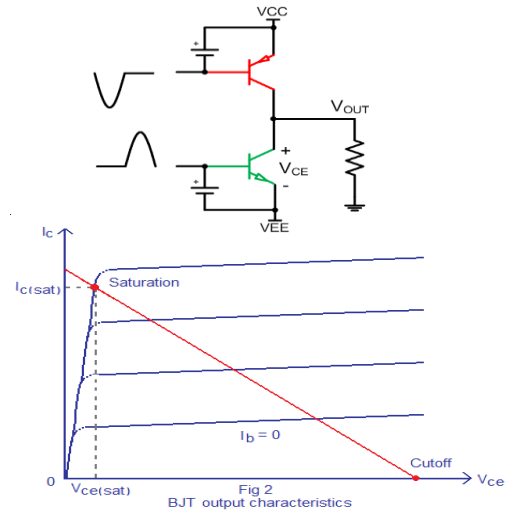 VCC
+
VOUT
+
VCE
-
+
VEE
Ic
IC(sat)
Saturation
Ib = 0
Cutoff
0
Vce(sat)
Fig 2
Vce
BJT output characteristics